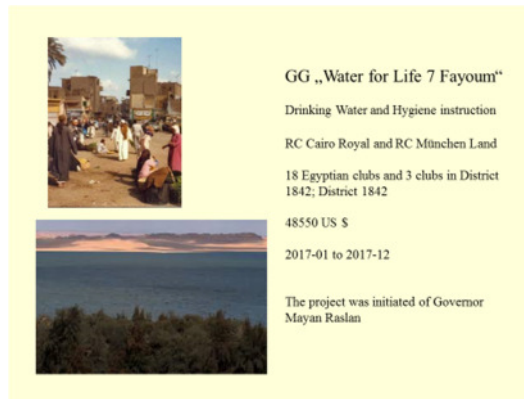 GG „Water for Life 7 Fayoum“
Drinking Water and Hygiene instruction
RC Cairo Royal and RC München Land
18 Egyptian clubs and 3 clubs in District
1842; District 1842
48550 US $
2017-01 to 2017-12
The project was initiated of Governor
Mayan Raslan